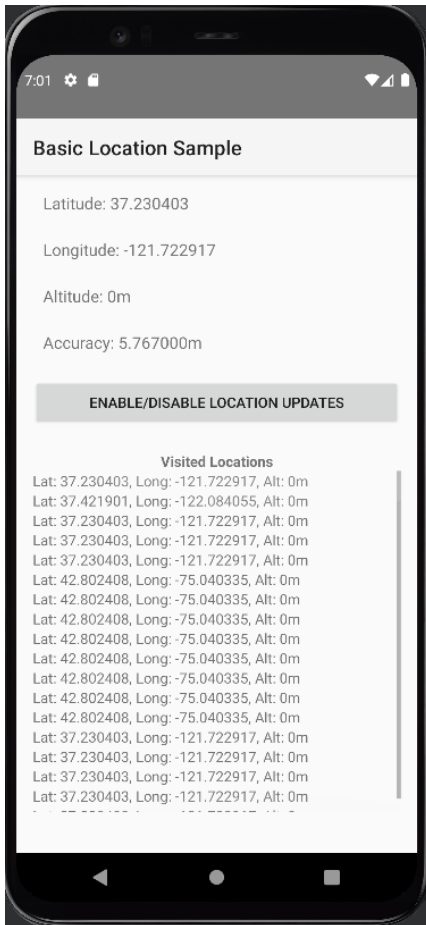 7:01
Basic Location Sample
Latitude: 37.230403
Longitude: -121.722917
Altitude: 0m
Accuracy: 5.767000m
ENABLE/DISABLE LOCATION UPDATES
Visited Locations
Lat: 37.230403, Long: -121.722917, Alt: 0m
Lat: 37.421901, Long: -122.084055, Alt: 0m
Lat: 37.230403, Long: -121.722917, Alt: 0m
Lat: 37.230403, Long: -121.722917, Alt: 0m
Lat: 37.230403, Long: -121.722917, Alt: 0m
Lat: 42.802408, Long: -75.040335, Alt: 0m
Lat: 42.802408, Long: -75.040335, Alt: 0m
Lat: 42.802408, Long: -75.040335, Alt: 0m
Lat: 42.802408, Long: -75.040335, Alt: 0m
Lat: 42.802408, Long: -75.040335, Alt: 0m
Lat: 42.802408, Long: -75.040335, Alt: 0m
Lat: 42.802408, Long: -75.040335, Alt: 0m
Lat: 42.802408, Long: -75.040335, Alt: 0m
Lat: 37.230403, Long: -121.722917, Alt: 0m
Lat: 37.230403, Long: -121.722917, Alt: 0m
Lat: 37.230403, Long: -121.722917, Alt: 0m
Lat: 37.230403, Long: -121.722917, Alt: 0m